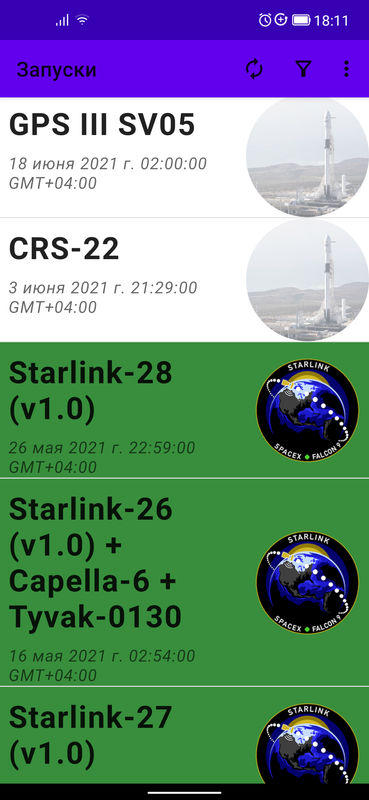 18:11
Запуски
GPS III SV05
18 июня 2021 г. 02:00:00
GMT+04:00
CRS-22
3 июня 2021 г. 21:29:00
GMT+04:00
Starlink-28
(v1.0)
STARLINK
SPACEX FALCON 9
26 мая 2021 г. 22:59:00
GMT+04:00
Starlink-26
(v1.0) +
Capella-6 +
Tyvak-0130
STARLINK
SPACEX FALCON 9
16 мая 2021 г. 02:54:00
GMT+04:00
Starlink-27
(v1.0)
STARLINK